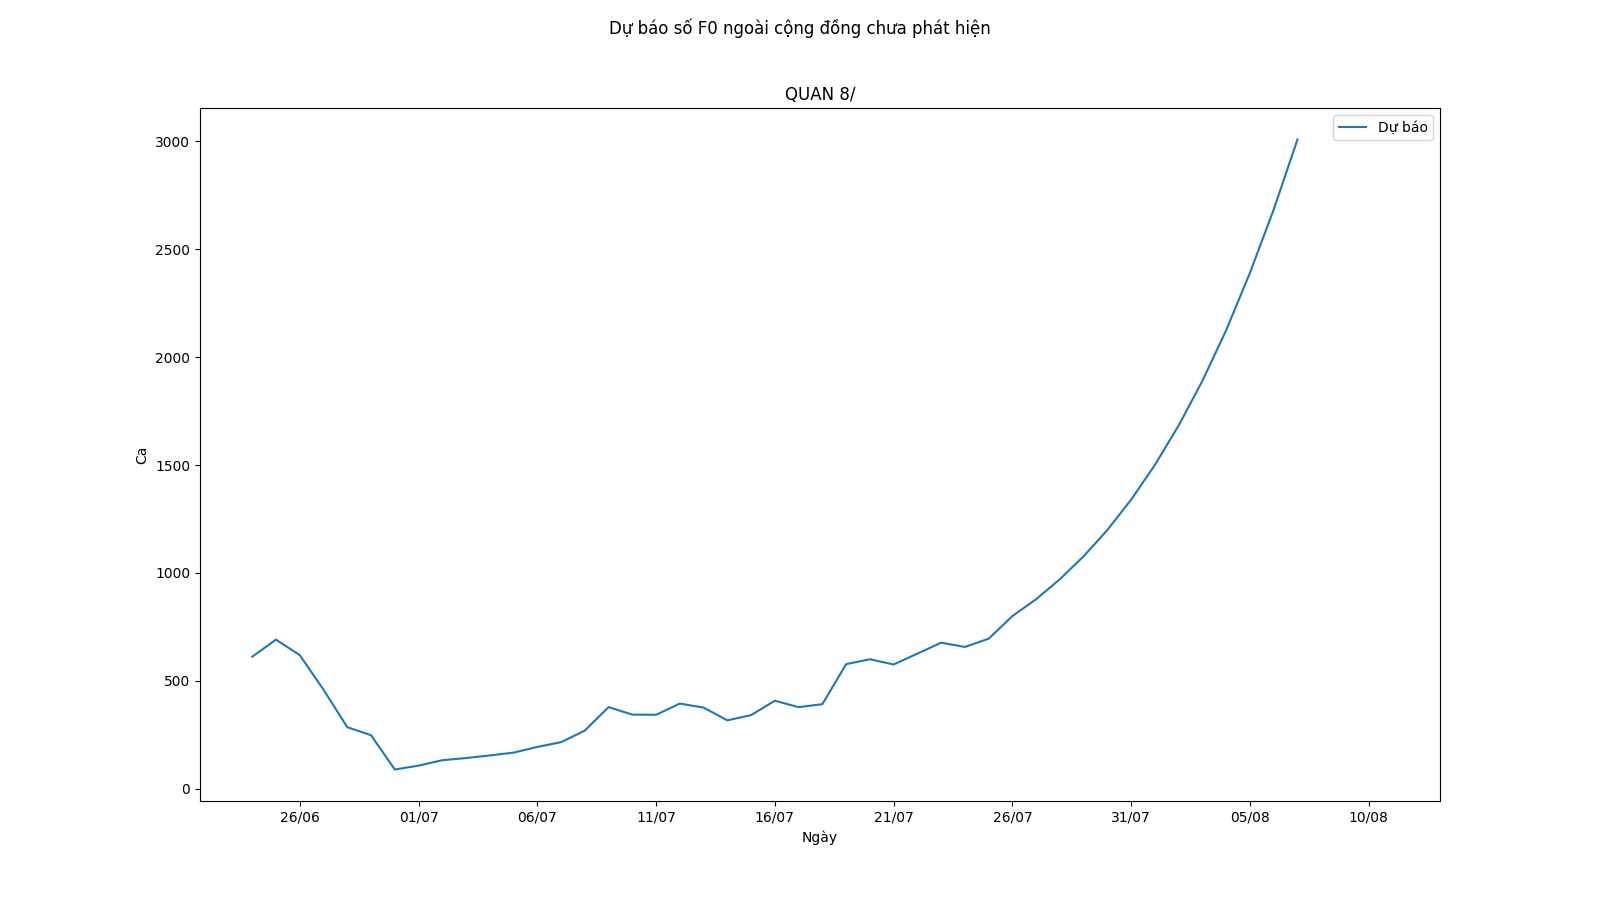 Dự báo số F0 ngoài cộng đồng chưa phát hiện
QUAN 8/
Dự báo
3000
2500
2000
1500
1000
500
0
Ca
26/06 01/07 06/07 11/07 16/07 21/07 26/07 31/07 05/08 10/08
Ngày